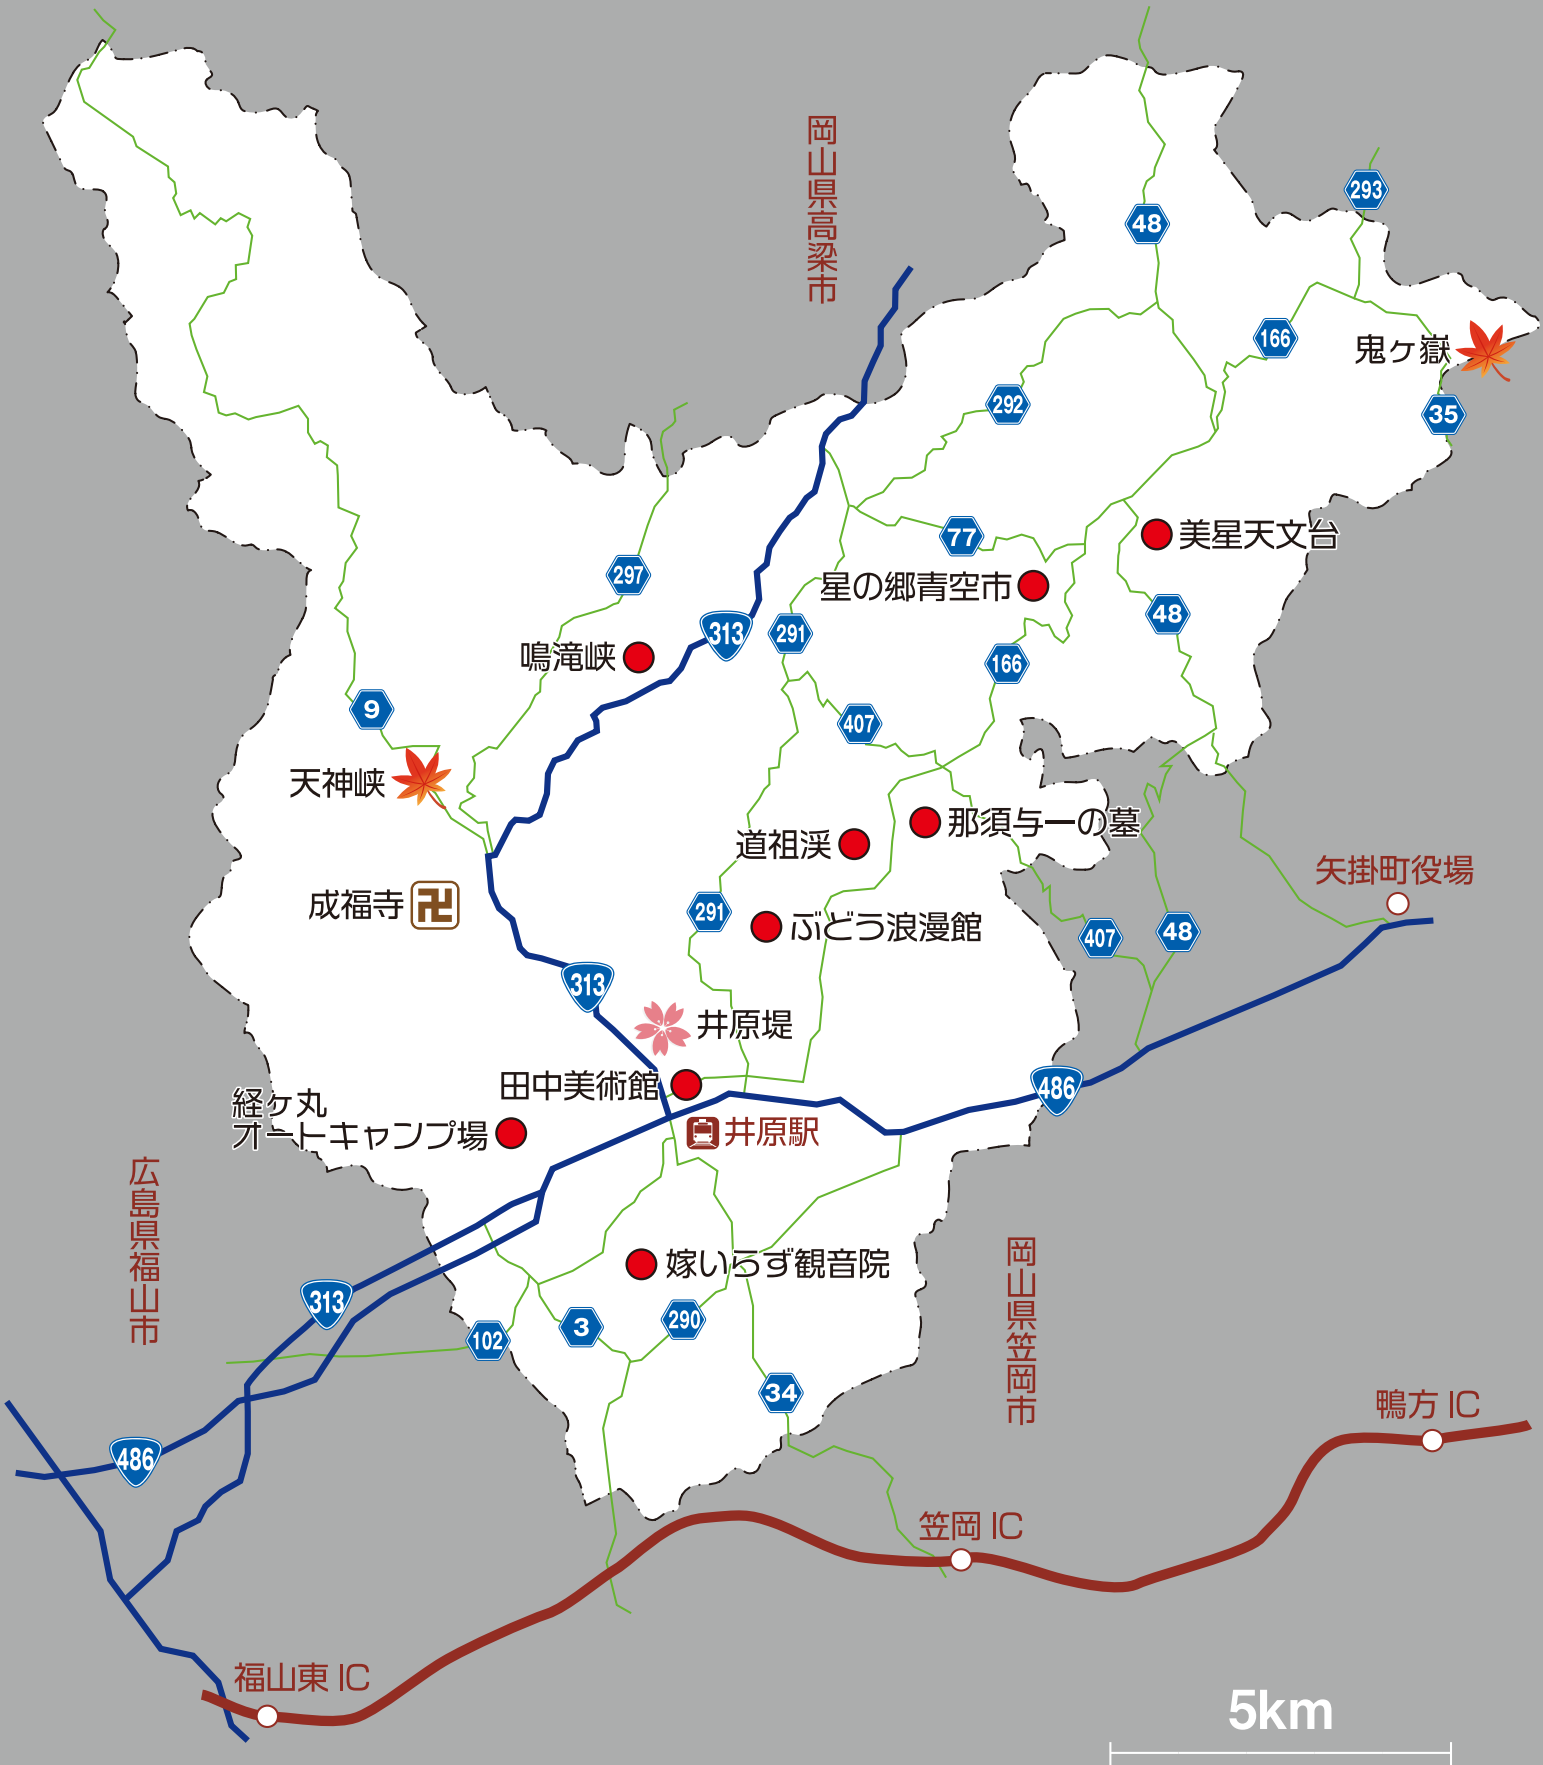 岡山県高梁市
293
48
166
鬼ヶ嶽
292
35
77
美星天文台
297
星の郷青空市
313
291
48
鳴滝峡
166
9
407
天神峡
那須与一の墓
道祖渓
矢掛町役場
成福寺
卍
291
ぶどう浪漫館
407
48
313
井原堤
田中美術館
486
経ヶ丸
オートキャンプ場
井原駅
広島県福山市
岡山県笠岡市
嫁いらず観音院
313
102
3
290
34
鴨方 IC
486
笠岡 IC
福山東 IC
5km